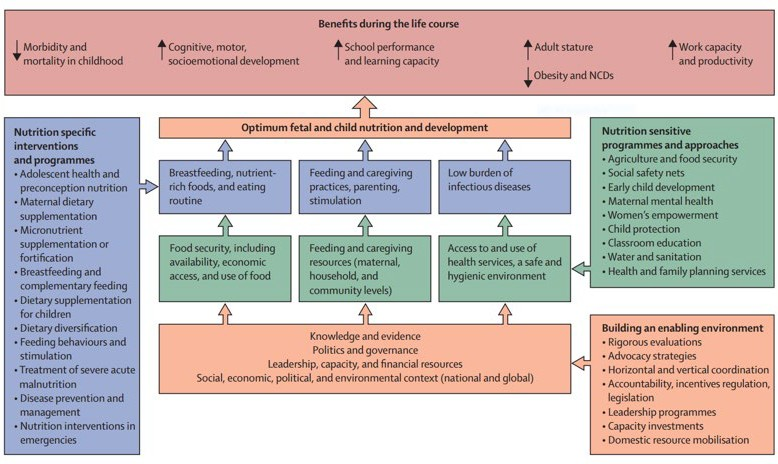 Benefits during the life course
Morbidity and
mortality in childhood
Cognitive, motor,
socioemotional development
School performance
and learning capacity
Adult stature
Obesity and NCDs
Work capacity
and productivity
Optimum fetal and child nutrition and development
Nutrition specific
interventions
and programmes
• Adolescent health and
preconception nutrition
• Maternal dietary
supplementation
• Micronutrient
supplementation or
fortification
• Breastfeeding and
complementary feeding
• Dietary supplementation
for children
• Dietary diversification
• Feeding behaviours and
stimulation
• Treatment of severe acute
malnutrition
• Disease prevention and
management
• Nutrition interventions in
emergencies
Breastfeeding, nutrient-
rich foods, and eating
routine
Feeding and caregiving
practices, parenting,
stimulation
Low burden of
infectious diseases
Food security, including
availability, economic
access, and use of food
Feeding and caregiving
resources (maternal,
household, and
community levels)
Access to and use of
health services, a safe and
hygienic environment
Knowledge and evidence
Politics and governance
Leadership, capacity, and financial resources
Social, economic, political, and environmental context (national and global)
Nutrition sensitive
programmes and approaches
• Agriculture and food security
• Social safety nets
• Early child development
• Maternal mental health
• Women's empowerment
• Child protection
• Classroom education
• Water and sanitation
• Health and family planning services
Building an enabling environment
• Rigorous evaluations
• Advocacy strategies
• Horizontal and vertical coordination
• Accountability, incentives regulation,
legislation
• Leadership programmes
• Capacity investments
• Domestic resource mobilisation